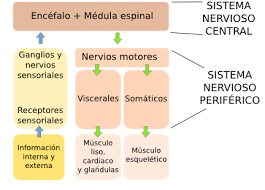 Encéfalo + Médula espinal
SISTEMA
NERVIOSO
CENTRAL
Ganglios y
nervios
sensoriales
Receptores
sensoriales
Información
interna y
externa
Nervios motores
Viscerales
Somáticos
Músculo
liso,
cardiaco
y glańdulas
Músculo
esquelético
SISTEMA
NERVIOSO
PERIFÉRICO